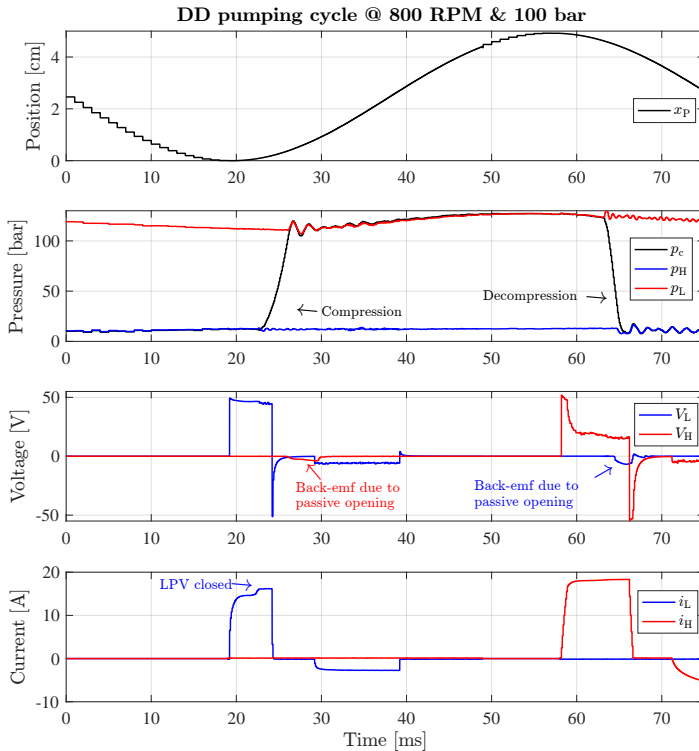 DD pumping cycle @ 800 RPM & 100 bar
Position [cm]
4
2
0
x_P
0 10 20 30 40 50 60 70
Pressure [bar]
100
50
0
Compression
Decompression
p_c
p_H
p_L
0 10 20 30 40 50 60 70
Voltage [V]
50
0
-50
Back-emf due to
passive opening
Back-emf due to
passive opening
V_L
V_H
0 10 20 30 40 50 60 70
Current [A]
20
10
0
-10
LPV closed
i_L
i_H
0 10 20 30 40 50 60 70
Time [ms]